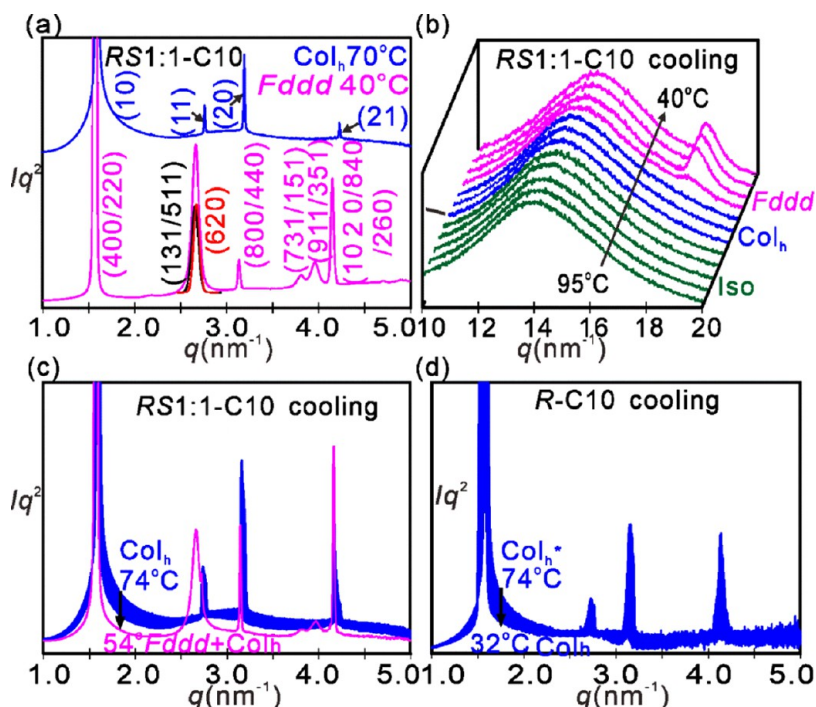 (a)
RS1:1-C10
Colh 70°C
Fddd 40°C
(10)
(11)
(20)
(21)
Iq²
(400/220)
(131/511)
(620)
(800/440)
(731/151)
(911/351)
(10 2 0/840
/260)
1.0 2.0 3.0 4.0 5.0
q(nm⁻¹)
(b)
RS1:1-C10 cooling
40°C
Fddd
Colh
Iso
95°C
10 12 14 16 18 20
q(nm⁻¹)
(c)
RS1:1-C10 cooling
Iq²
Colh
74°C
54°Fddd+Colh
1.0 2.0 3.0 4.0 5.0
q(nm⁻¹)
(d)
R-C10 cooling
Iq²
Colh*
74°C
32°C Colh
1.0 2.0 3.0 4.0 5.0
q(nm⁻¹)